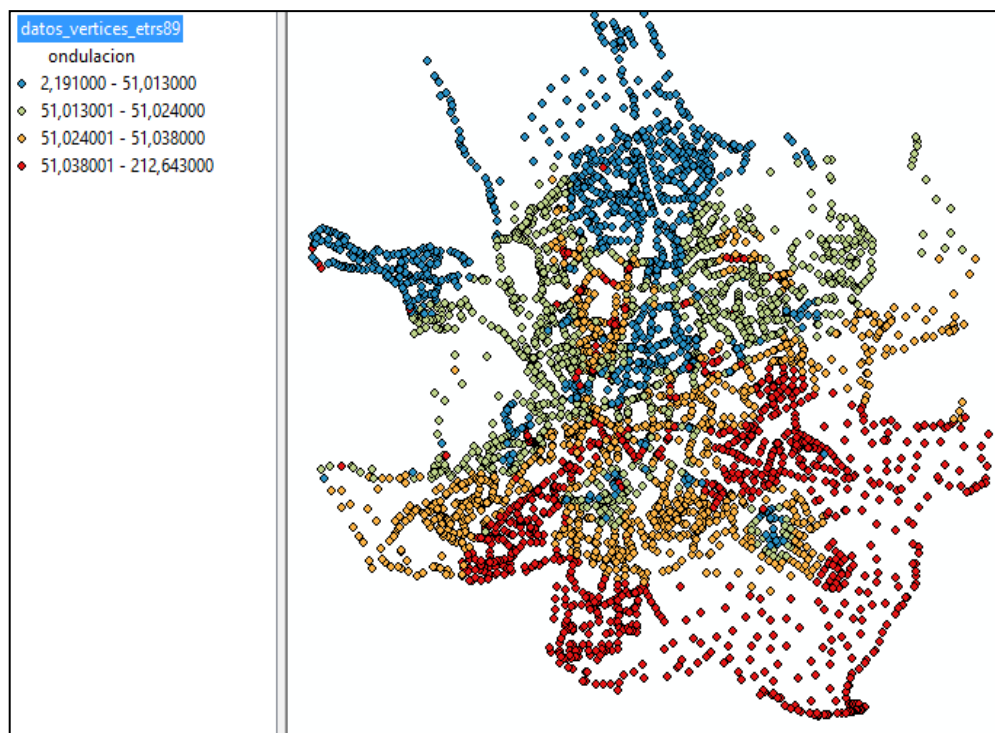 datos_vertices_etrs89
ondulacion
2,191000 - 51,013000
51,013001 - 51,024000
51,024001 - 51,038000
51,038001 - 212,643000